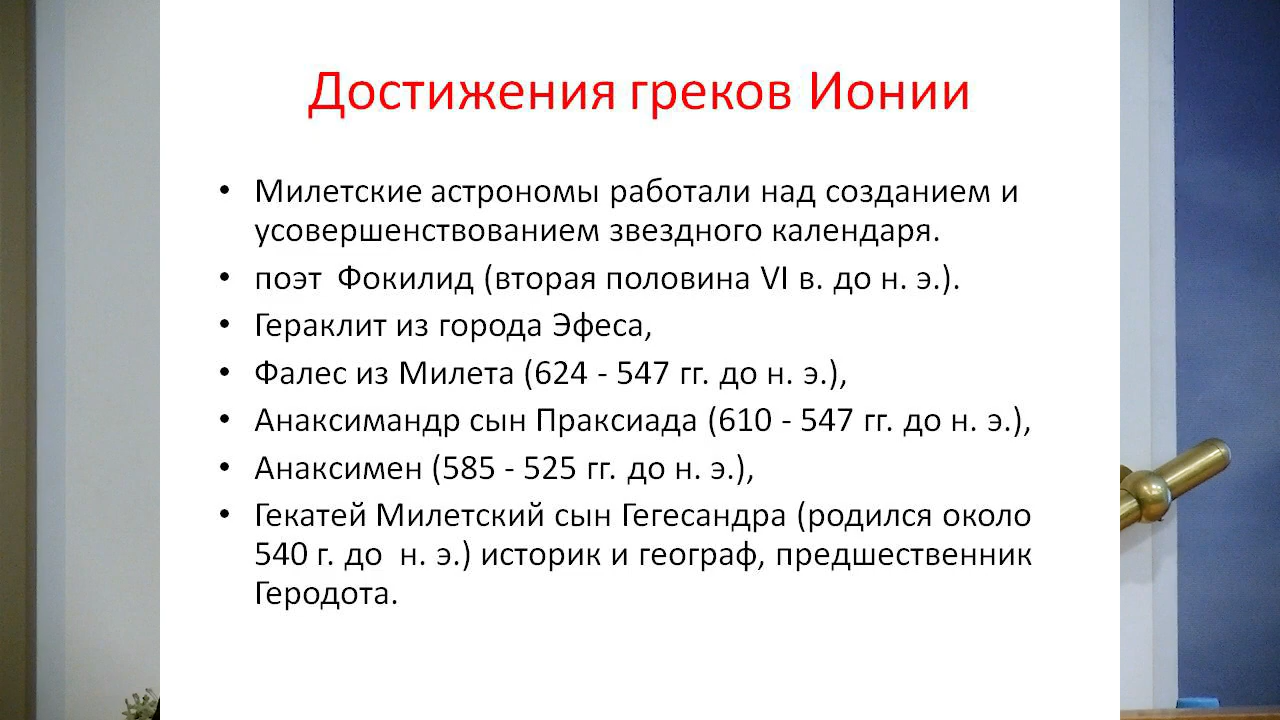 Достижения греков Ионии
• Милетские астрономы работали над созданием и
усовершенствованием звездного календаря.
• поэт  Фокилид (вторая половина VI в. до н. э.).
• Гераклит из города Эфеса,
• Фалес из Милета (624 - 547 гг. до н. э.),
• Анаксимандр сын Праксиада (610 - 547 гг. до н. э.),
• Анаксимен (585 - 525 гг. до н. э.),
• Гекатей Милетский сын Гегесандра (родился около
540 г. до  н. э.) историк и географ, предшественник
Геродота.